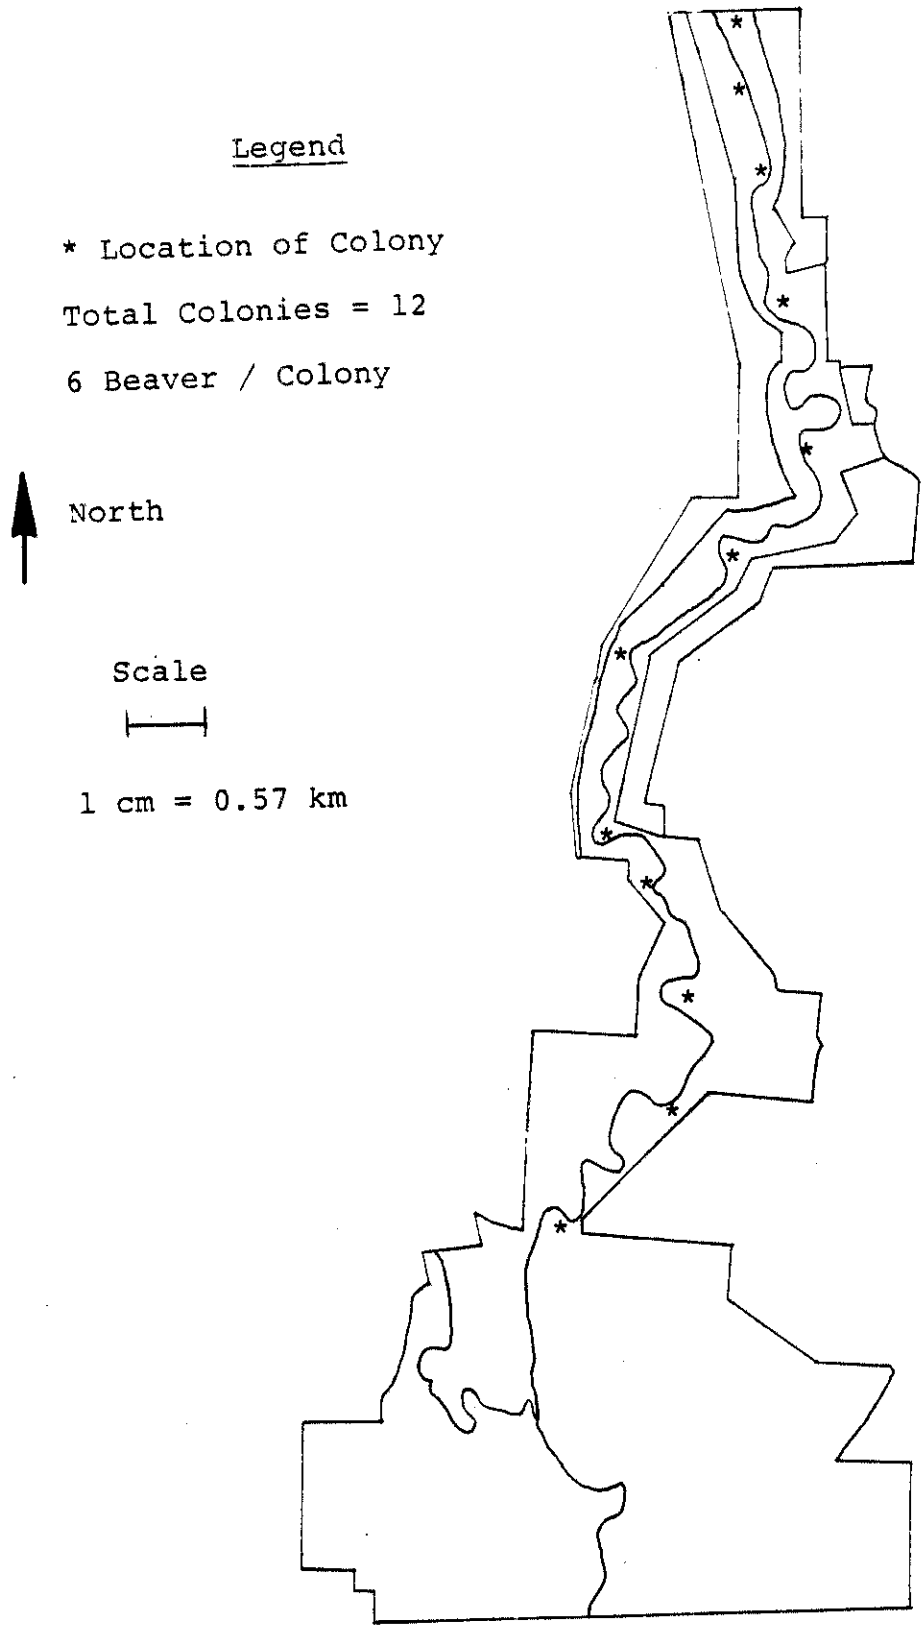 Legend
* Location of Colony
Total Colonies = 12
6 Beaver / Colony
North
Scale
1 cm = 0.57 km